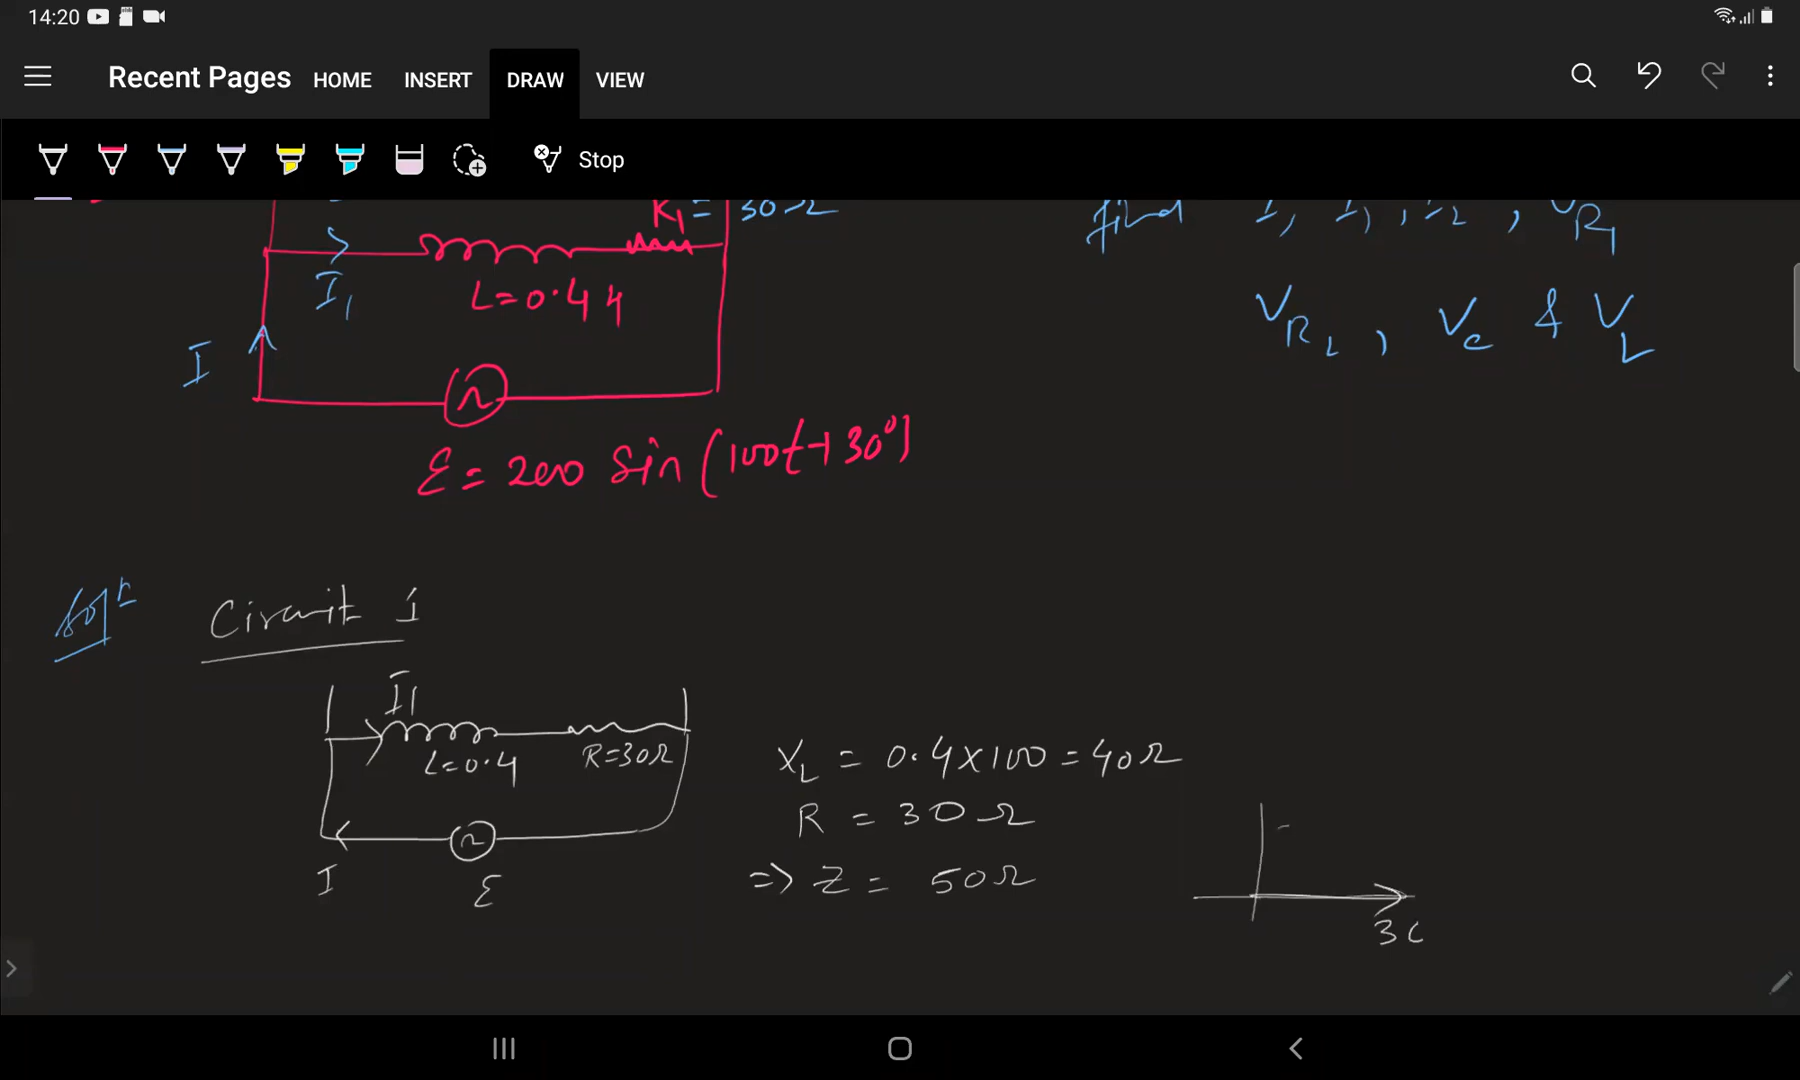 14:20
Recent Pages HOME INSERT DRAW VIEW
Stop
R1 = 30Ω
find I, I1, I2, VR1
I1
L=0.4H
VR2, Vc & VL
I
ε = 200 sin (100t+30°)
Solⁿ Circuit 1
I1
L=0.4 R=30Ω
XL = 0.4×100 = 40Ω
R = 30Ω
I ε
=> Z = 50Ω